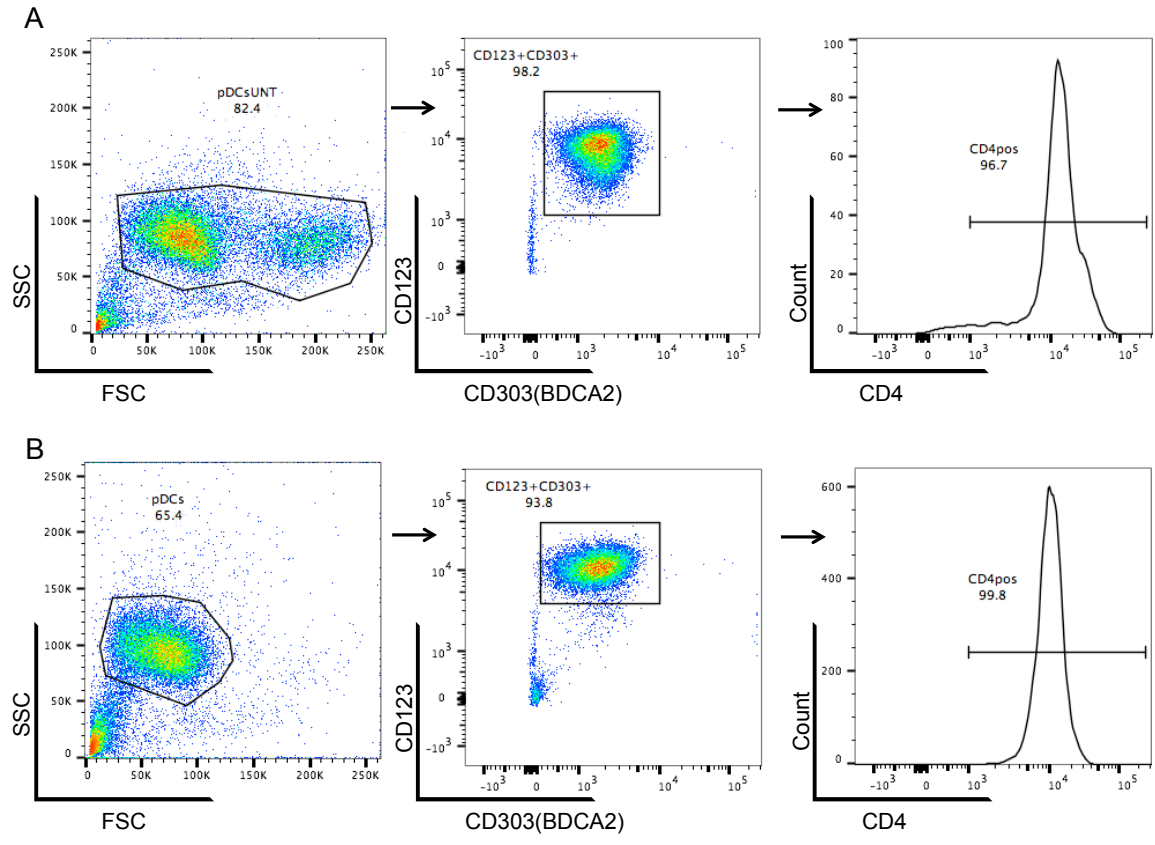 A
250K
200K
150K
100K
50K
0
pDCsUNT
82.4
0 50K 100K 150K 200K 250K
SSC
FSC
CD123+CD303+
98.2
10^5
10^4
10^3
0
-10^3
-10^3 0 10^3 10^4 10^5
CD123
CD303(BDCA2)
100
80
60
40
20
0
CD4pos
96.7
-10^3 0 10^3 10^4 10^5
Count
CD4
B
250K
200K
150K
100K
50K
0
pDCs
65.4
0 50K 100K 150K 200K 250K
SSC
FSC
CD123+CD303+
93.8
10^5
10^4
10^3
0
-10^3
-10^3 0 10^3 10^4 10^5
CD123
CD303(BDCA2)
600
400
200
0
CD4pos
99.8
-10^3 0 10^3 10^4 10^5
Count
CD4